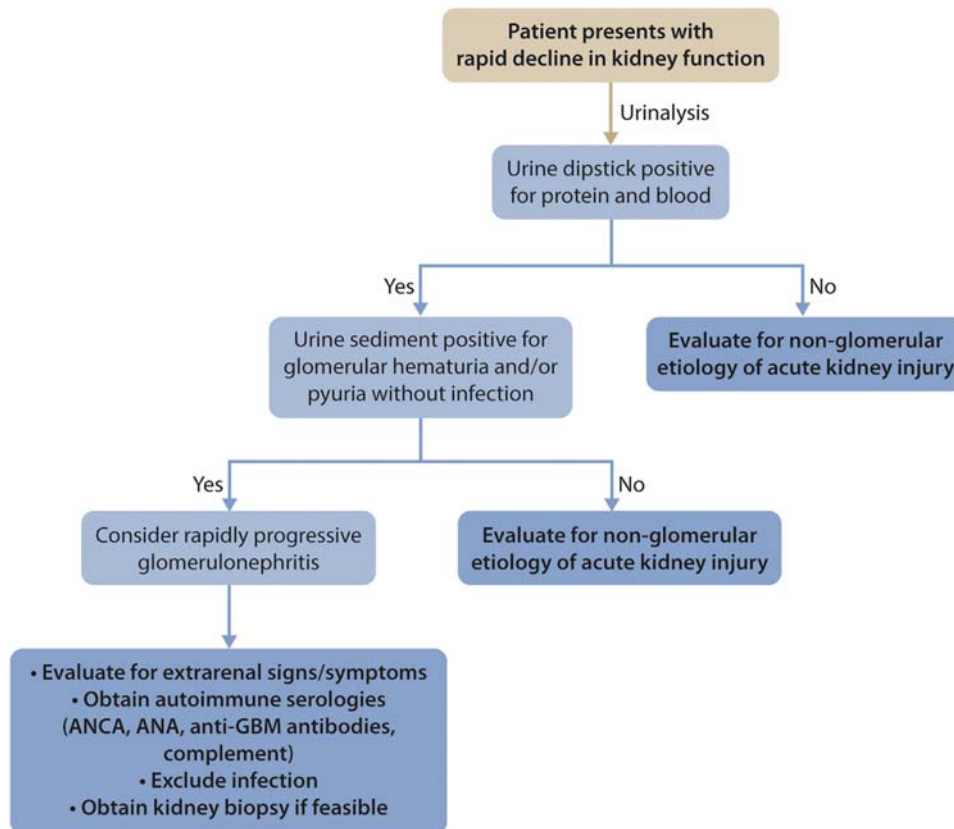 Patient presents with
rapid decline in kidney function
Urinalysis
Urine dipstick positive
for protein and blood
Yes
No
Urine sediment positive for
glomerular hematuria and/or
pyuria without infection
Evaluate for non-glomerular
etiology of acute kidney injury
Yes
No
Consider rapidly progressive
glomerulonephritis
Evaluate for non-glomerular
etiology of acute kidney injury
• Evaluate for extrarenal signs/symptoms
• Obtain autoimmune serologies
(ANCA, ANA, anti-GBM antibodies,
complement)
• Exclude infection
• Obtain kidney biopsy if feasible